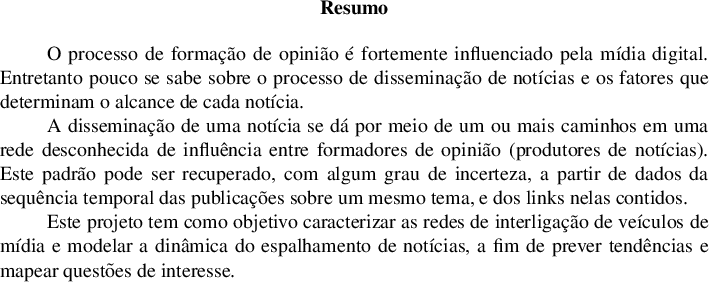 Resumo
O processo de formação de opinião é fortemente influenciado pela mídia digital.
Entretanto pouco se sabe sobre o processo de disseminação de notícias e os fatores que
determinam o alcance de cada notícia.
A disseminação de uma notícia se dá por meio de um ou mais caminhos em uma
rede desconhecida de influência entre formadores de opinião (produtores de notícias).
Este padrão pode ser recuperado, com algum grau de incerteza, a partir de dados da
sequência temporal das publicações sobre um mesmo tema, e dos links nelas contidos.
Este projeto tem como objetivo caracterizar as redes de interligação de veículos de
mídia e modelar a dinâmica do espalhamento de notícias, a fim de prever tendências e
mapear questões de interesse.